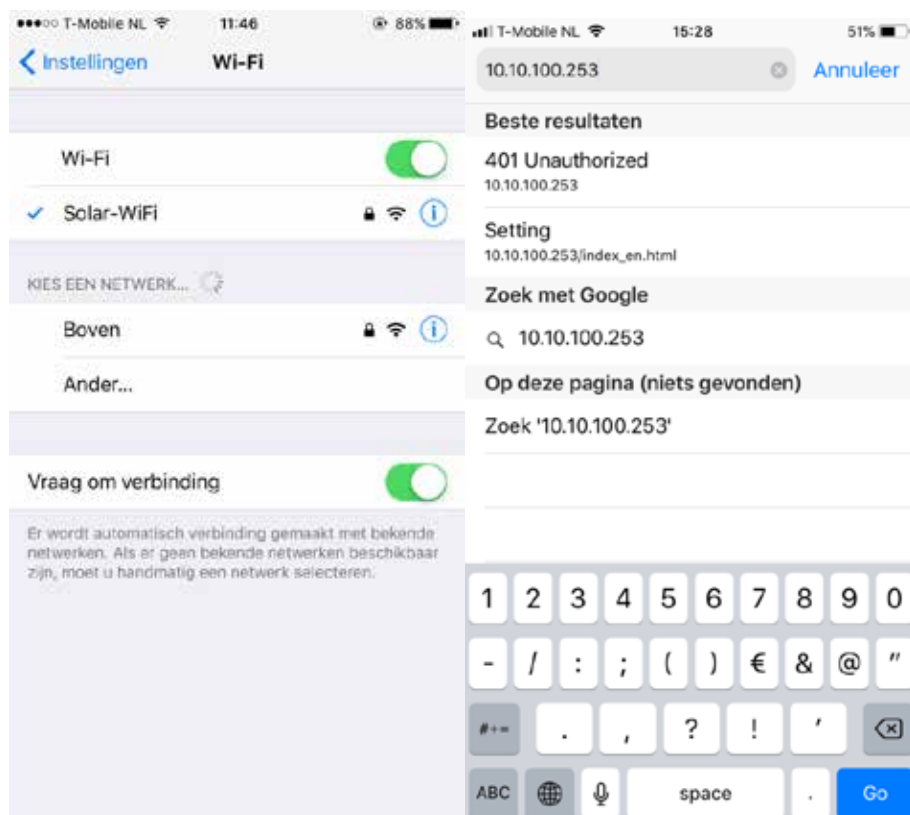 T-Mobile NL 11:46 88%
Instellingen Wi-Fi
Wi-Fi
Solar-WiFi
KIES EEN NETWERK...
Boven
Ander...
Vraag om verbinding
Er wordt automatisch verbinding gemaakt met bekende
netwerken. Als er geen bekende netwerken beschikbaar
zijn, moet u handmatig een netwerk selecteren.
T-Mobile NL 15:28 51%
10.10.100.253 Annuleer
Beste resultaten
401 Unauthorized
10.10.100.253
Setting
10.10.100.253/index_en.html
Zoek met Google
10.10.100.253
Op deze pagina (niets gevonden)
Zoek '10.10.100.253'
1 2 3 4 5 6 7 8 9 0
- / : ; ( ) € & @ "
#+= . , ? ! ' 
ABC space . Go